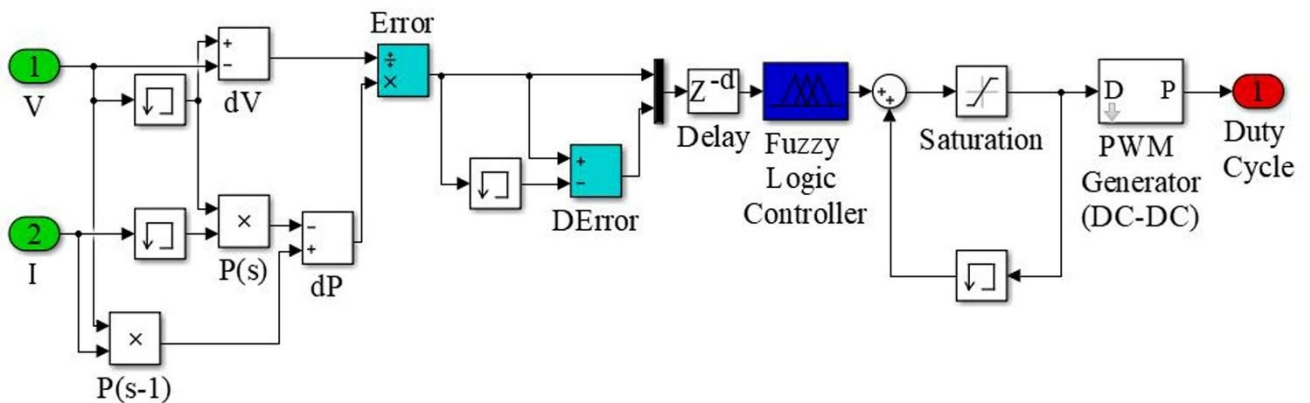 Error
÷
×
1
V
+
−
dV
Z-d
Delay
Fuzzy
Logic
Controller
+
+
Saturation
D
P
PWM
Generator
(DC-DC)
1
Duty
Cycle
+
−
DError
2
I
×
P(s)
−
+
dP
×
P(s-1)